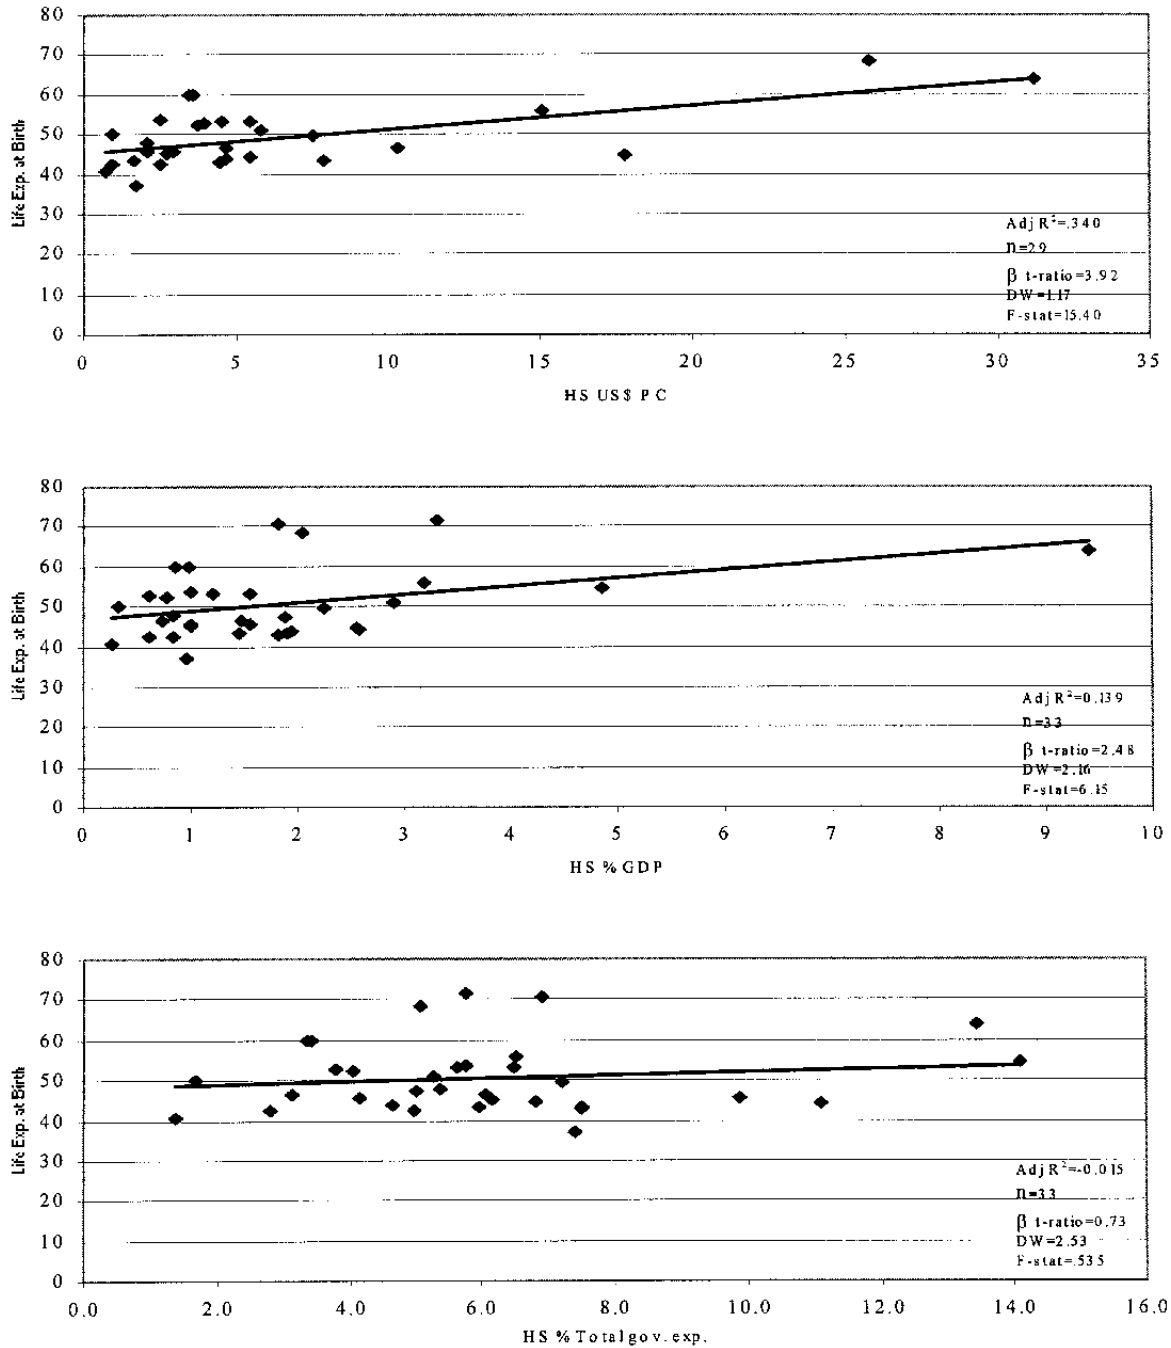 80
70
60
50
40
30
20
10
0
Life Exp. at Birth
Adj R²=.340
n=29
β t-ratio=3.92
DW=1.17
F-stat=15.40
0 5 10 15 20 25 30 35
HS US$ PC
80
70
60
50
40
30
20
10
0
Life Exp. at Birth
Adj R²=0.139
n=33
β t-ratio=2.48
DW=2.16
F-stat=6.15
0 1 2 3 4 5 6 7 8 9 10
HS % GDP
80
70
60
50
40
30
20
10
0
Life Exp. at Birth
Adj R²=-0.015
n=33
β t-ratio=0.73
DW=2.53
F-stat=.535
0.0 2.0 4.0 6.0 8.0 10.0 12.0 14.0 16.0
HS % Total gov. exp.